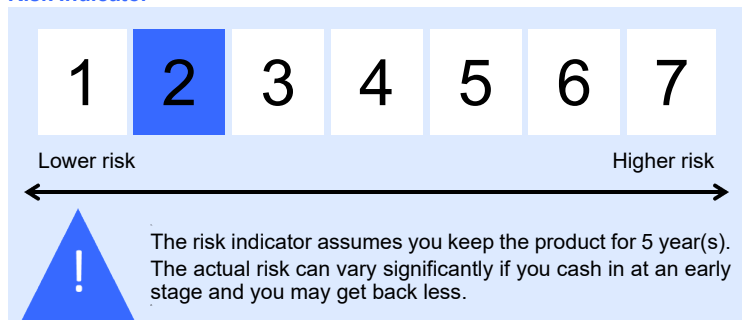 Risk Indicator
1 2 3 4 5 6 7
Lower risk Higher risk
!
The risk indicator assumes you keep the product for 5 year(s).
The actual risk can vary significantly if you cash in at an early
stage and you may get back less.